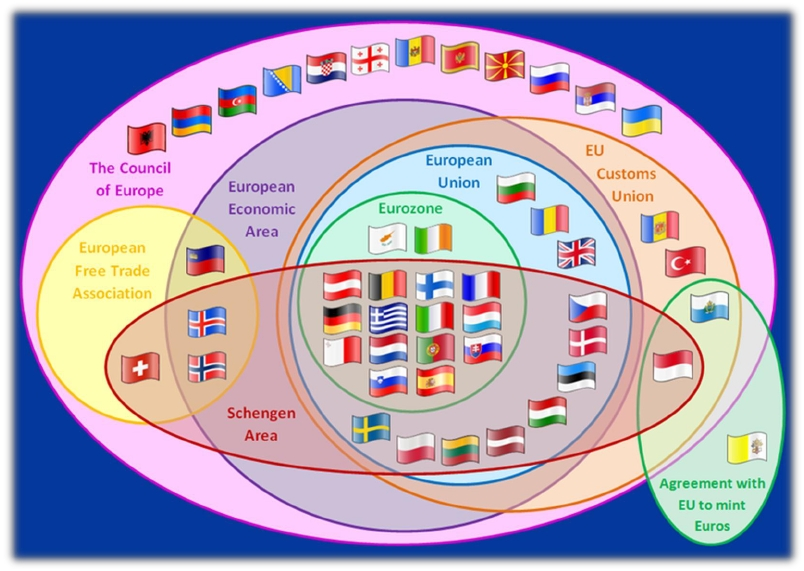 The Council
of Europe
European
Economic
Area
European
Union
EU
Customs
Union
Eurozone
European
Free Trade
Association
Schengen
Area
Agreement with
EU to mint
Euros